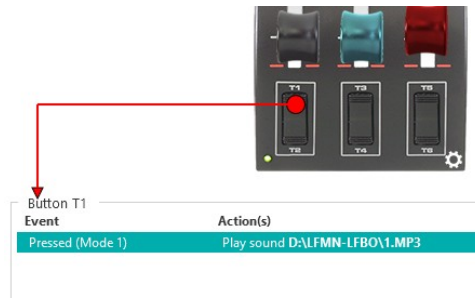 T1 T3 T5
T2 T4 T6
Button T1
Event Action(s)
Pressed (Mode 1) Play sound D:\LFMN-LFBO\1.MP3